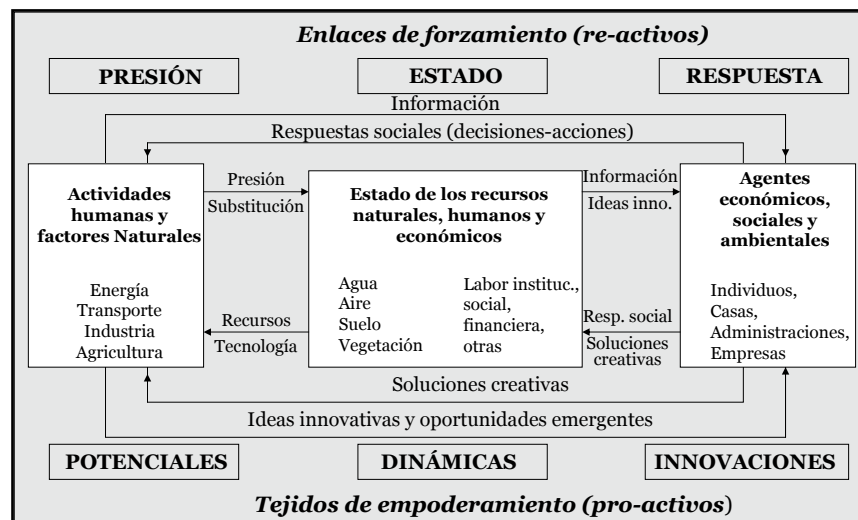 Enlaces de forzamiento (re-activos)
PRESIÓN
ESTADO
RESPUESTA
Información
Respuestas sociales (decisiones-acciones)
Actividades
humanas y
factores Naturales
Energía
Transporte
Industria
Agricultura
Presión
Substitución
Recursos
Tecnología
Estado de los recursos
naturales, humanos y
económicos
Agua
Aire
Suelo
Vegetación
Labor instituc.,
social,
financiera,
otras
Información
Ideas inno.
Resp. social
Soluciones
creativas
Agentes
económicos,
sociales y
ambientales
Individuos,
Casas,
Administraciones,
Empresas
Soluciones creativas
Ideas innovativas y oportunidades emergentes
POTENCIALES
DINÁMICAS
INNOVACIONES
Tejidos de empoderamiento (pro-activos)